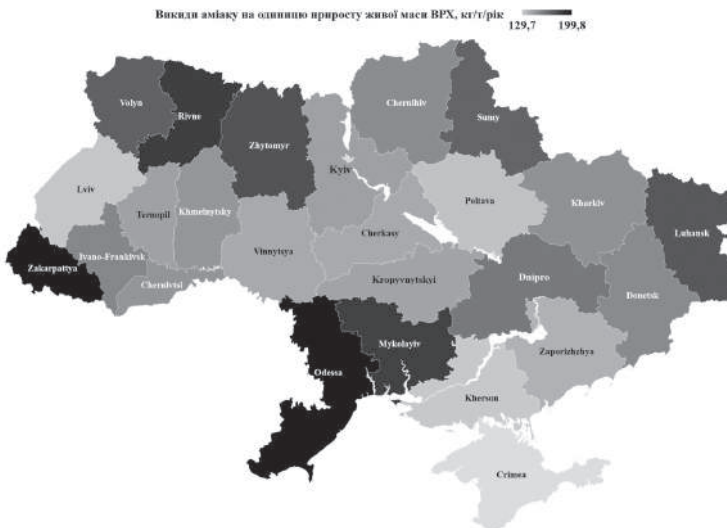 Викиди аміаку на одиницю приросту живої маси ВРХ, кг/т/рік
129,7 199,8
Volyn
Rivne
Zhytomyr
Chernihiv
Sumy
Kyiv
Lviv
Ternopil
Khmelnytsky
Poltava
Kharkiv
Luhansk
Cherkasy
Vinnytsya
Ivano-Frankivsk
Zakarpattya
Chernivtsi
Kropyvnytskyi
Dnipro
Donetsk
Mykolayiv
Zaporizhzhya
Odessa
Kherson
Crimea